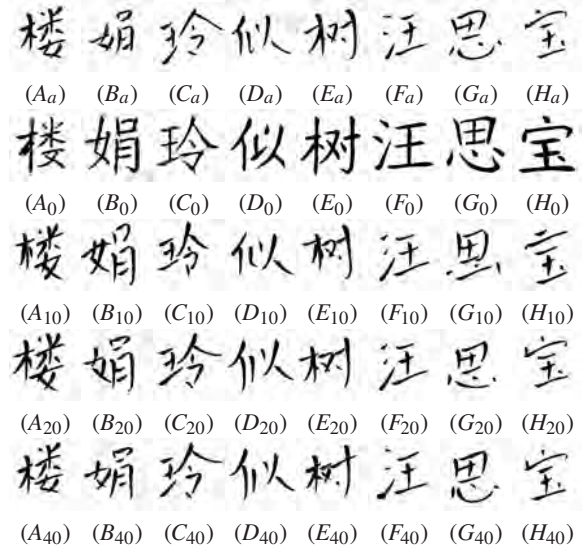 楼 娟 玲 似 树 汪 思 宝
(Aₐ) (Bₐ) (Cₐ) (Dₐ) (Eₐ) (Fₐ) (Gₐ) (Hₐ)
楼 娟 玲 似 树 汪 思 宝
(A₀) (B₀) (C₀) (D₀) (E₀) (F₀) (G₀) (H₀)
楼 娟 玲 似 树 汪 思 宝
(A₁₀) (B₁₀) (C₁₀) (D₁₀) (E₁₀) (F₁₀) (G₁₀) (H₁₀)
楼 娟 玲 似 树 汪 思 宝
(A₂₀) (B₂₀) (C₂₀) (D₂₀) (E₂₀) (F₂₀) (G₂₀) (H₂₀)
楼 娟 玲 似 树 汪 思 宝
(A₄₀) (B₄₀) (C₄₀) (D₄₀) (E₄₀) (F₄₀) (G₄₀) (H₄₀)